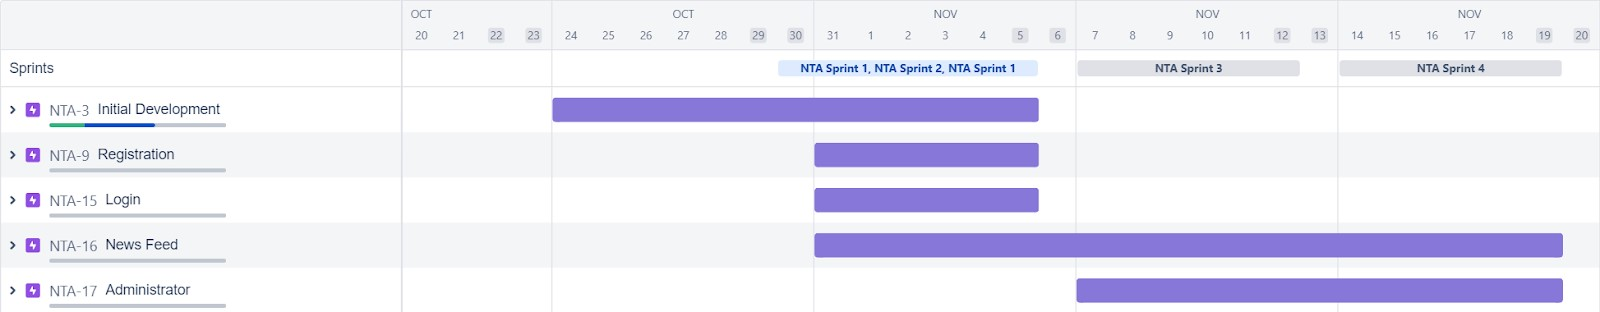 OCT OCT NOV NOV NOV
20 21 22 23 24 25 26 27 28 29 30 31 1 2 3 4 5 6 7 8 9 10 11 12 13 14 15 16 17 18 19 20
Sprints NTA Sprint 1, NTA Sprint 2, NTA Sprint 1 NTA Sprint 3 NTA Sprint 4
NTA-3 Initial Development
NTA-9 Registration
NTA-15 Login
NTA-16 News Feed
NTA-17 Administrator